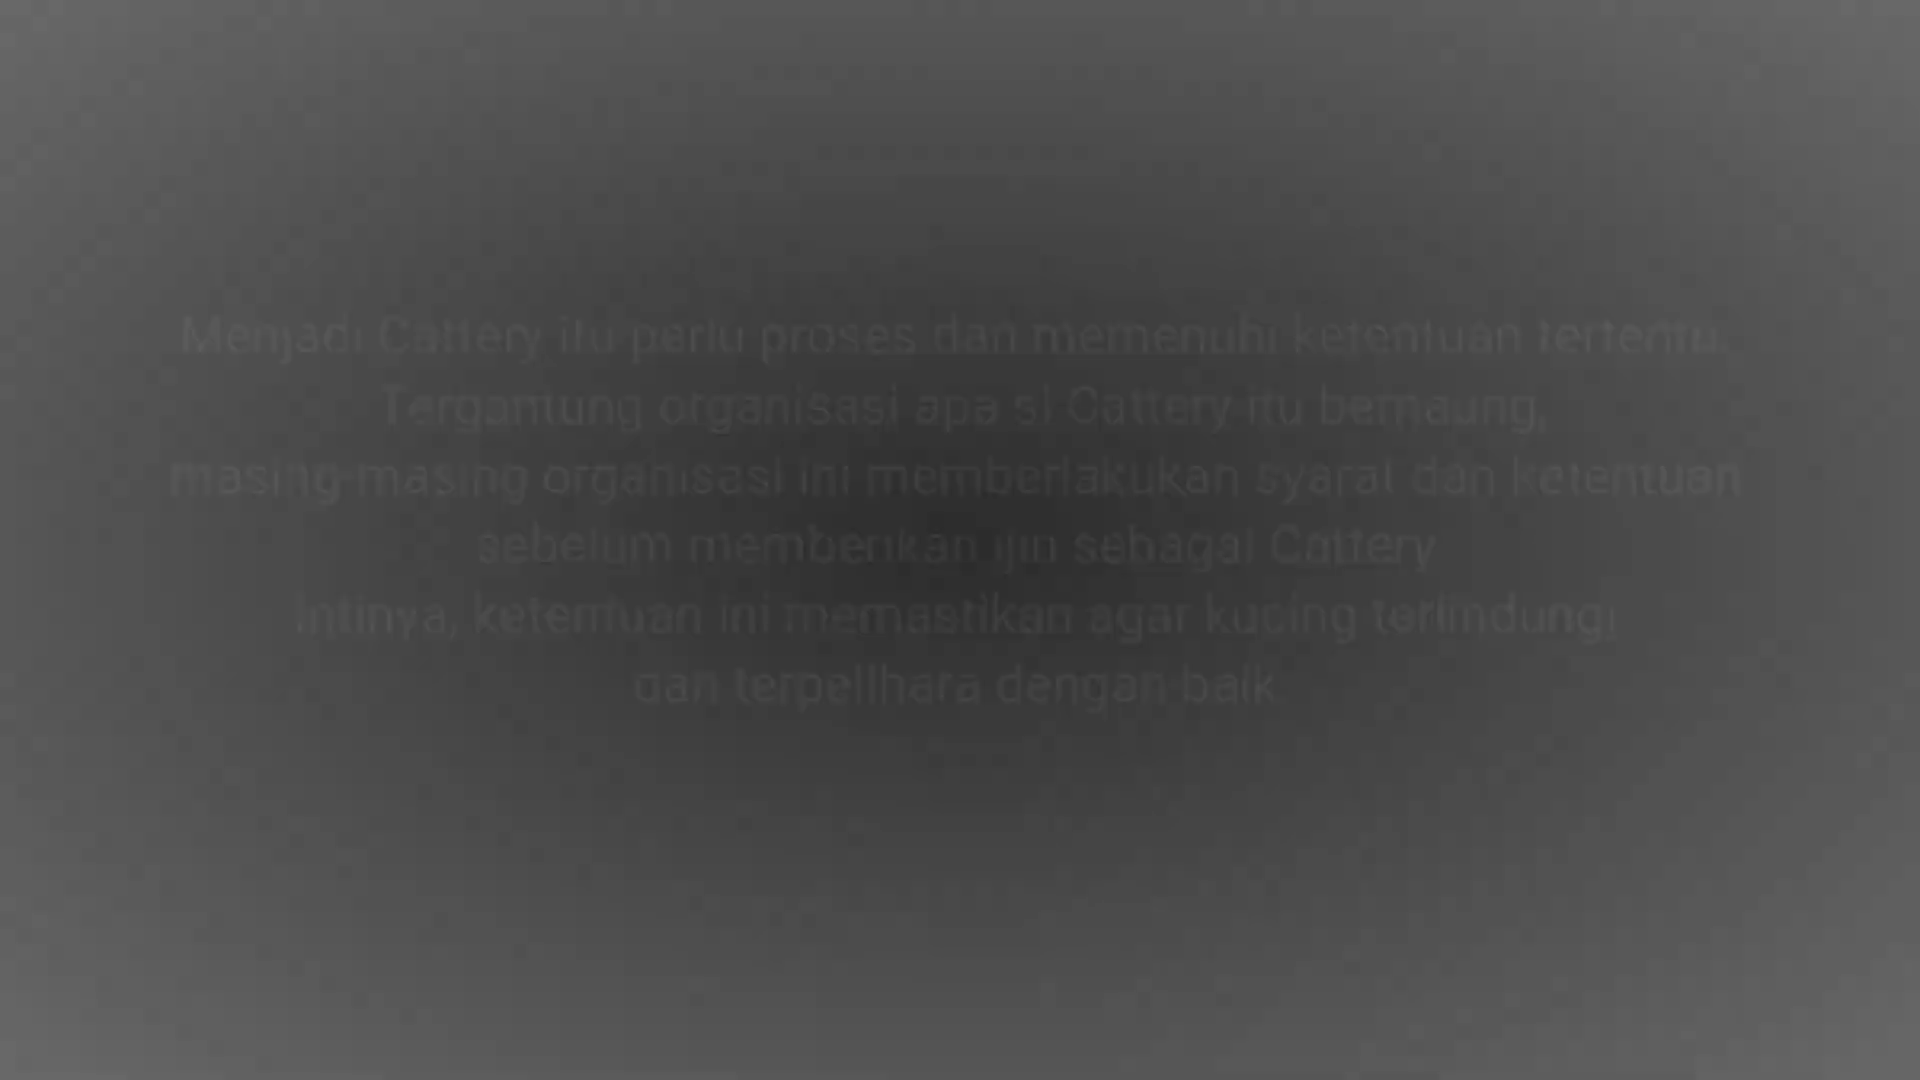 Menjadi Cattery itu perlu proses dan memenuhi ketentuan tertentu.
Tergantung organisasi apa si Cattery itu bernaung,
masing-masing organisasi ini memberlakukan syarat dan ketentuan
sebelum memberikan ijin sebagai Cattery
Intinya, ketentuan ini memastikan agar kucing terlindungi
dan terpelihara dengan baik